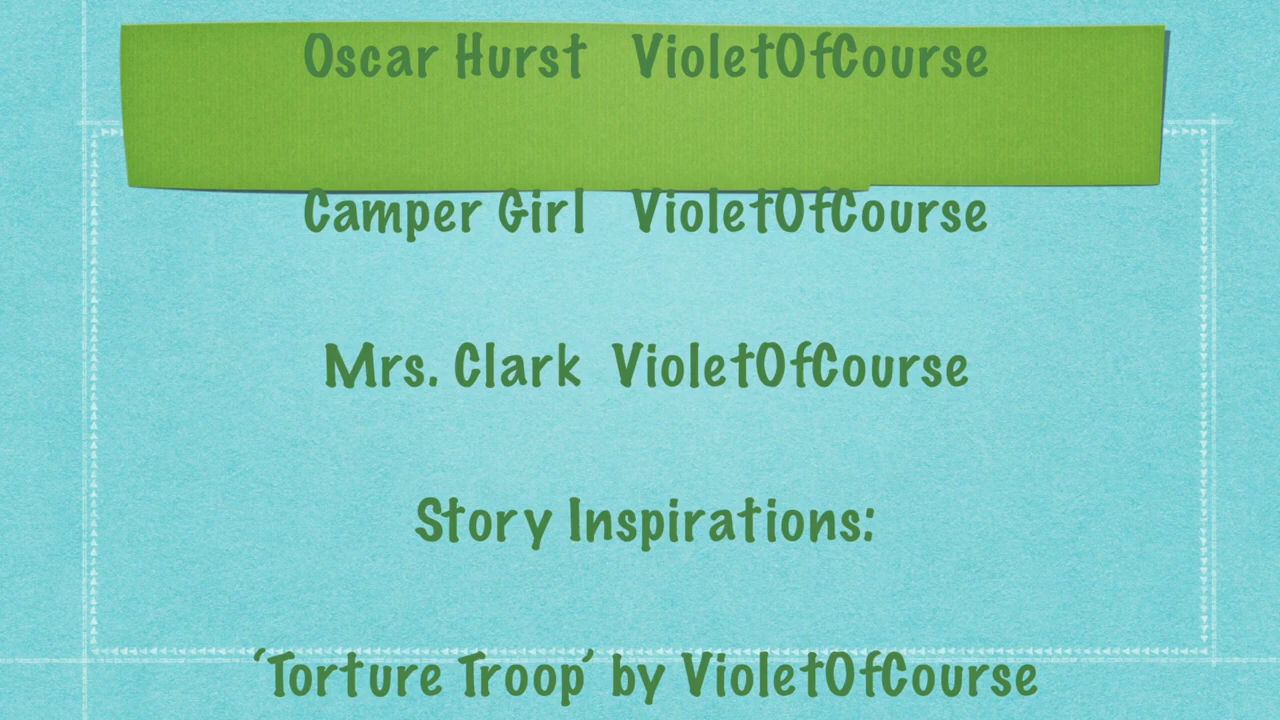 Oscar Hurst VioletOfCourse
Camper Girl VioletOfCourse
Mrs. Clark VioletOfCourse
Story Inspirations:
‘Torture Troop’ by VioletOfCourse